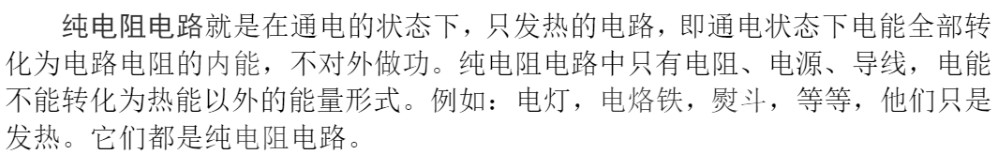 纯电阻电路就是在通电的状态下，只发热的电路，即通电状态下电能全部转
化为电路电阻的内能，不对外做功。纯电阻电路中只有电阻、电源、导线，电能
不能转化为热能以外的能量形式。例如：电灯，电烙铁，熨斗，等等，他们只是
发热。它们都是纯电阻电路。